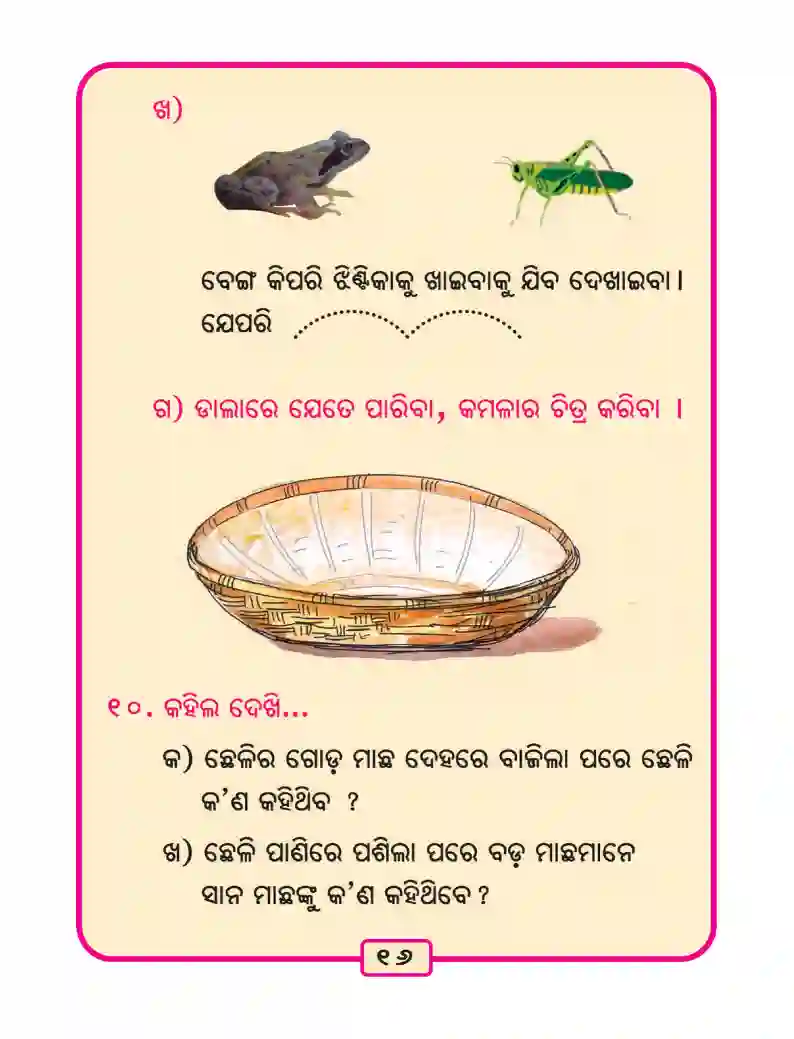 ଖ)
ବେଙ୍ଗ କିପରି ଝିଣ୍ଟିକାକୁ ଖାଇବାକୁ ଯିବ ଦେଖାଇବା।
ଯେପରି
ଗ) ଡାଲାରେ ଯେତେ ପାରିବା, କମଳାର ଚିତ୍ର କରିବା ।
୧୦. କହିଲ ଦେଖି...
କ) ଛେଳିର ଗୋଡ଼ ମାଛ ଦେହରେ ବାଜିଲା ପରେ ଛେଳି
କ'ଣ କହିଥିବ ?
ଖ) ଛେଳି ପାଣିରେ ପଶିଲା ପରେ ବଡ଼ ମାଛମାନେ
ସାନ ମାଛଙ୍କୁ କ'ଣ କହିଥିବେ ?
୧୬